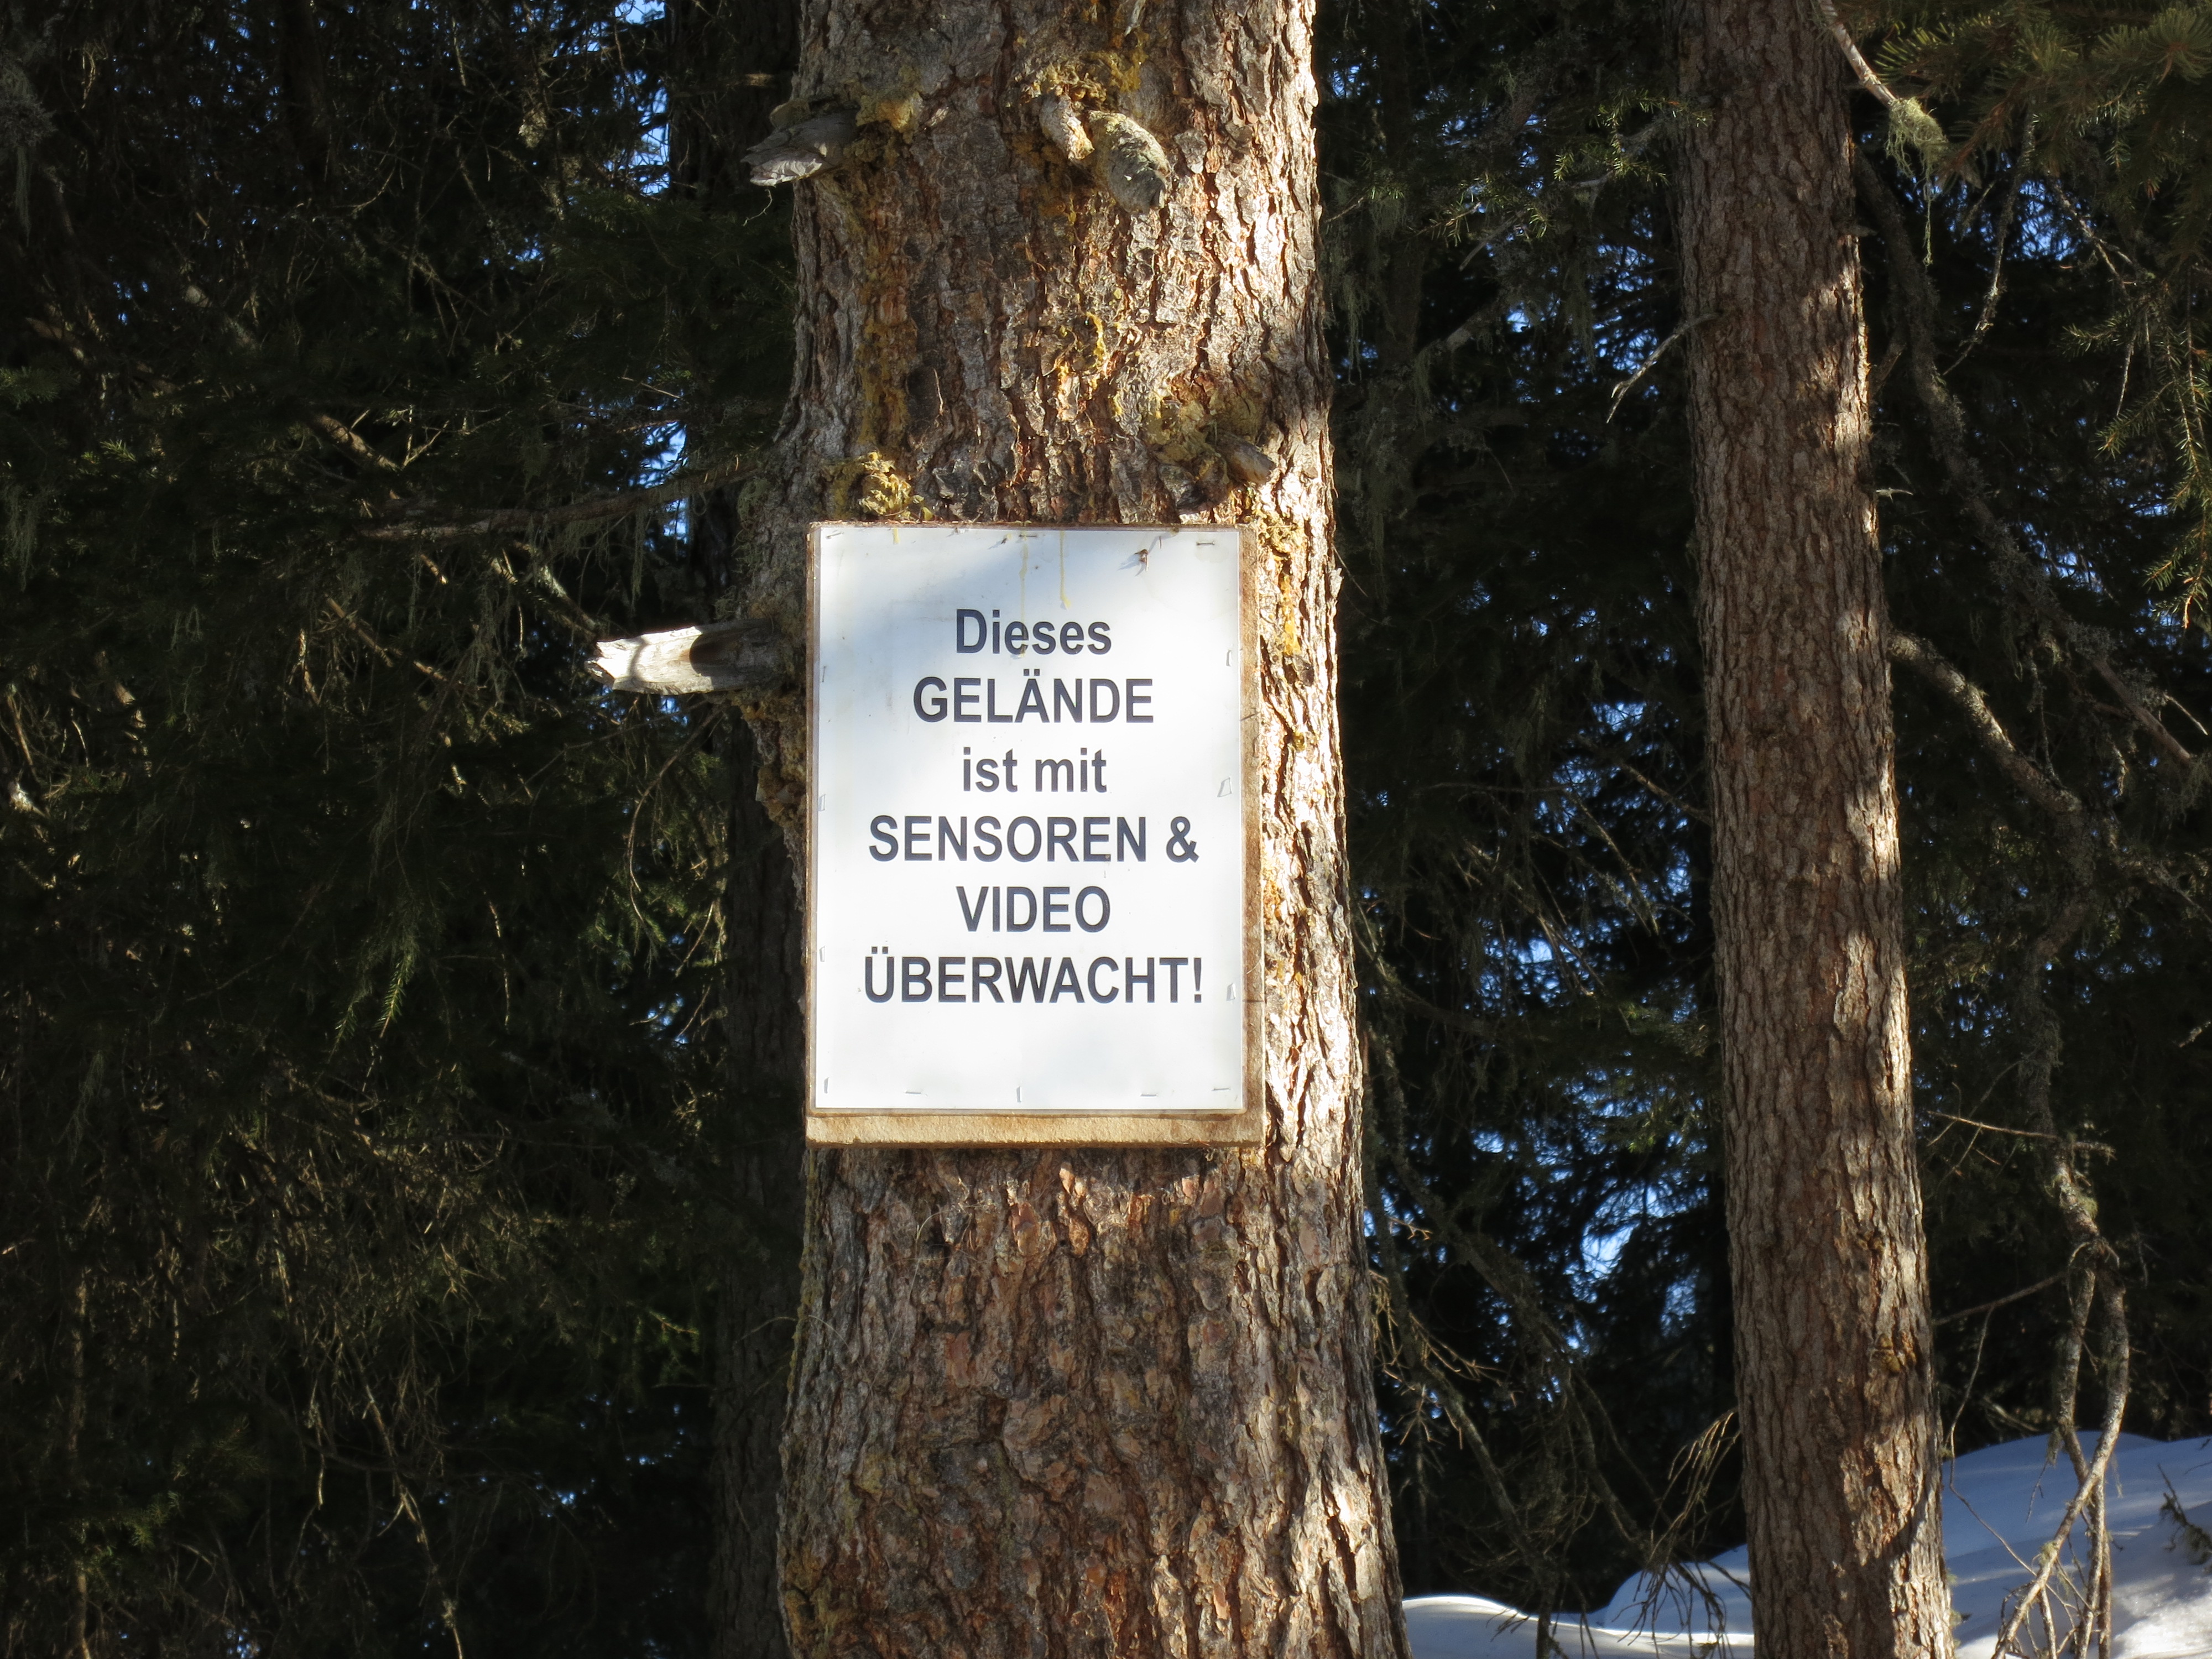 Dieses
GELÄNDE
ist mit
SENSOREN &
VIDEO
ÜBERWACHT!